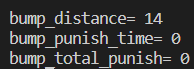 bump_distance= 14
bump_punish_time= 0
bump_total_punish= 0